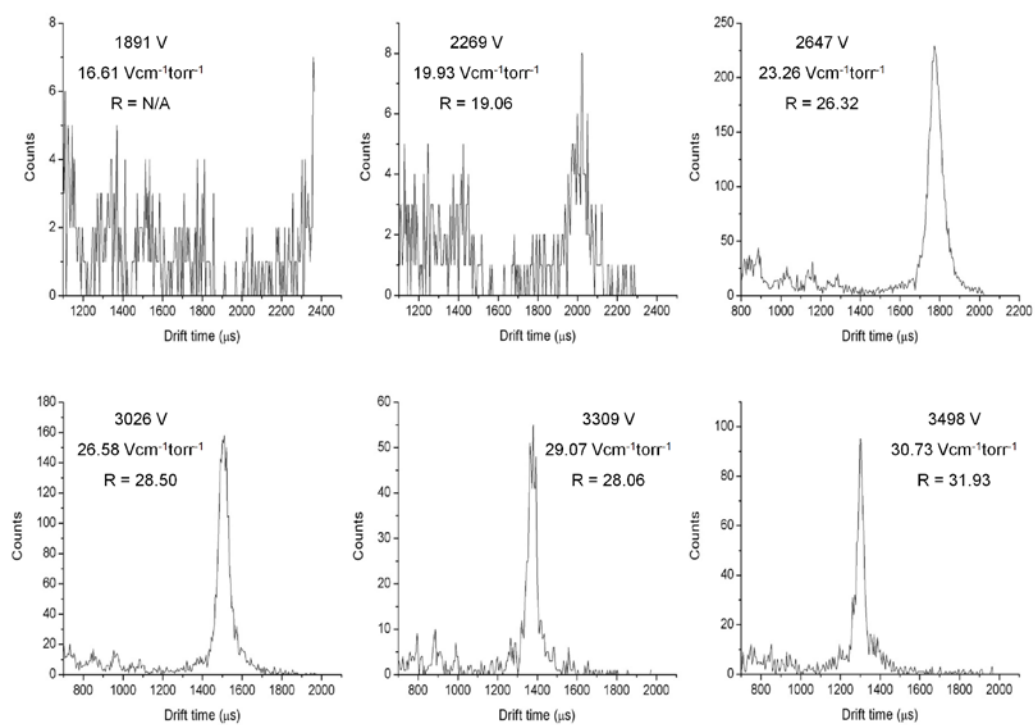 8
6
4
2
0
Counts
1891 V
16.61 Vcm⁻¹torr⁻¹
R = N/A
1200 1400 1600 1800 2000 2200 2400
Drift time (μs)
8
6
4
2
0
Counts
2269 V
19.93 Vcm⁻¹torr⁻¹
R = 19.06
1200 1400 1600 1800 2000 2200 2400
Drift time (μs)
250
200
150
100
50
0
Counts
2647 V
23.26 Vcm⁻¹torr⁻¹
R = 26.32
800 1000 1200 1400 1600 1800 2000 2200
Drift time (μs)
180
160
140
120
100
80
60
40
20
0
Counts
3026 V
26.58 Vcm⁻¹torr⁻¹
R = 28.50
800 1000 1200 1400 1600 1800 2000
Drift time (μs)
60
50
40
30
20
10
0
Counts
3309 V
29.07 Vcm⁻¹torr⁻¹
R = 28.06
800 1000 1200 1400 1600 1800 2000
Drift time (μs)
100
80
60
40
20
0
Counts
3498 V
30.73 Vcm⁻¹torr⁻¹
R = 31.93
800 1000 1200 1400 1600 1800 2000
Drift time (μs)